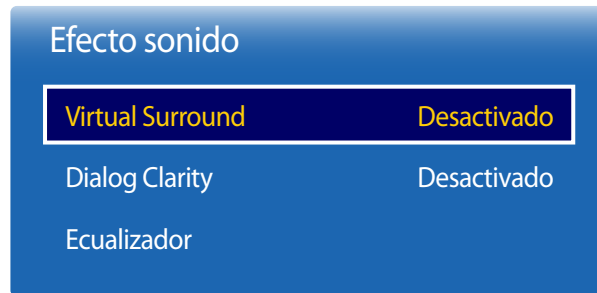 Efecto sonido
Virtual Surround Desactivado
Dialog Clarity Desactivado
Ecualizador